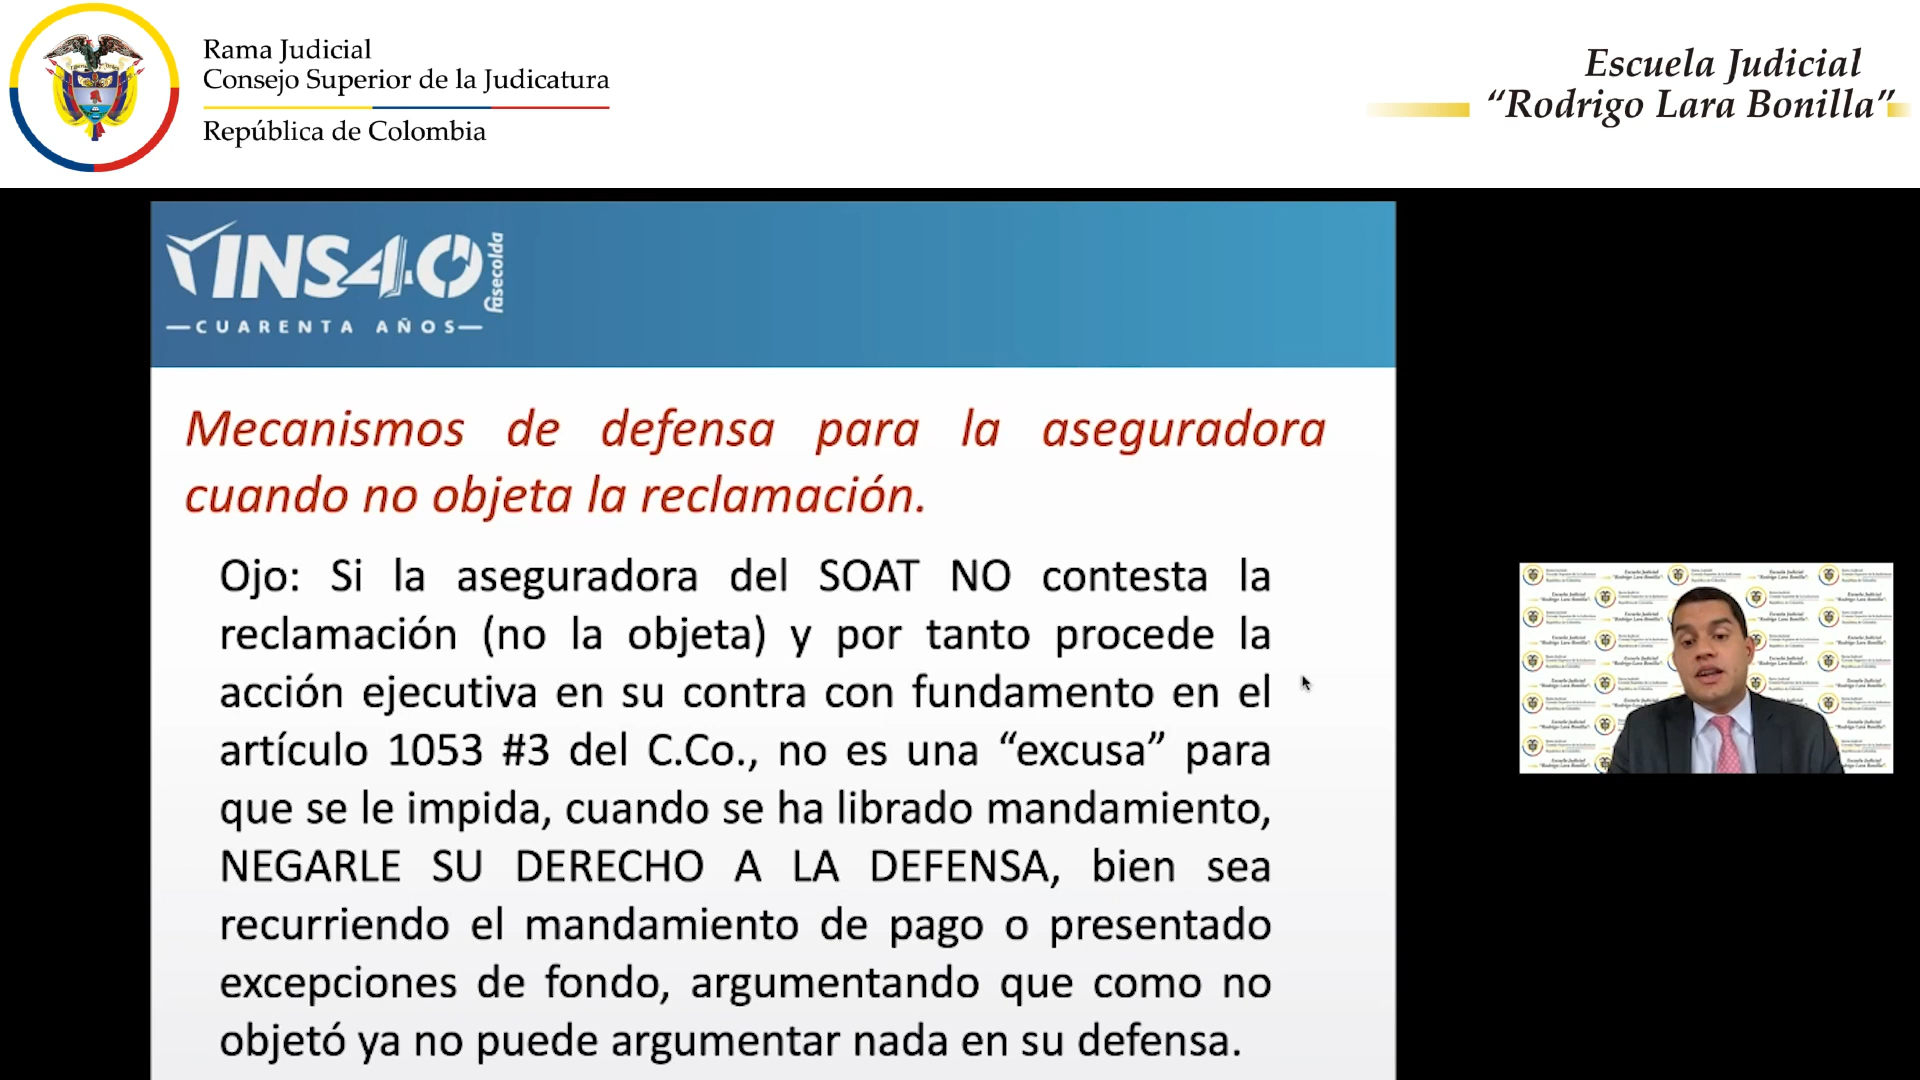 Rama Judicial
Consejo Superior de la Judicatura
República de Colombia
Escuela Judicial
“Rodrigo Lara Bonilla”
INS40
fasecolda
CUARENTA AÑOS
Mecanismos de defensa para la aseguradora
cuando no objeta la reclamación.
Ojo: Si la aseguradora del SOAT NO contesta la
reclamación (no la objeta) y por tanto procede la
acción ejecutiva en su contra con fundamento en el
artículo 1053 #3 del C.Co., no es una “excusa” para
que se le impida, cuando se ha librado mandamiento,
NEGARLE SU DERECHO A LA DEFENSA, bien sea
recurriendo el mandamiento de pago o presentado
excepciones de fondo, argumentando que como no
objetó ya no puede argumentar nada en su defensa.